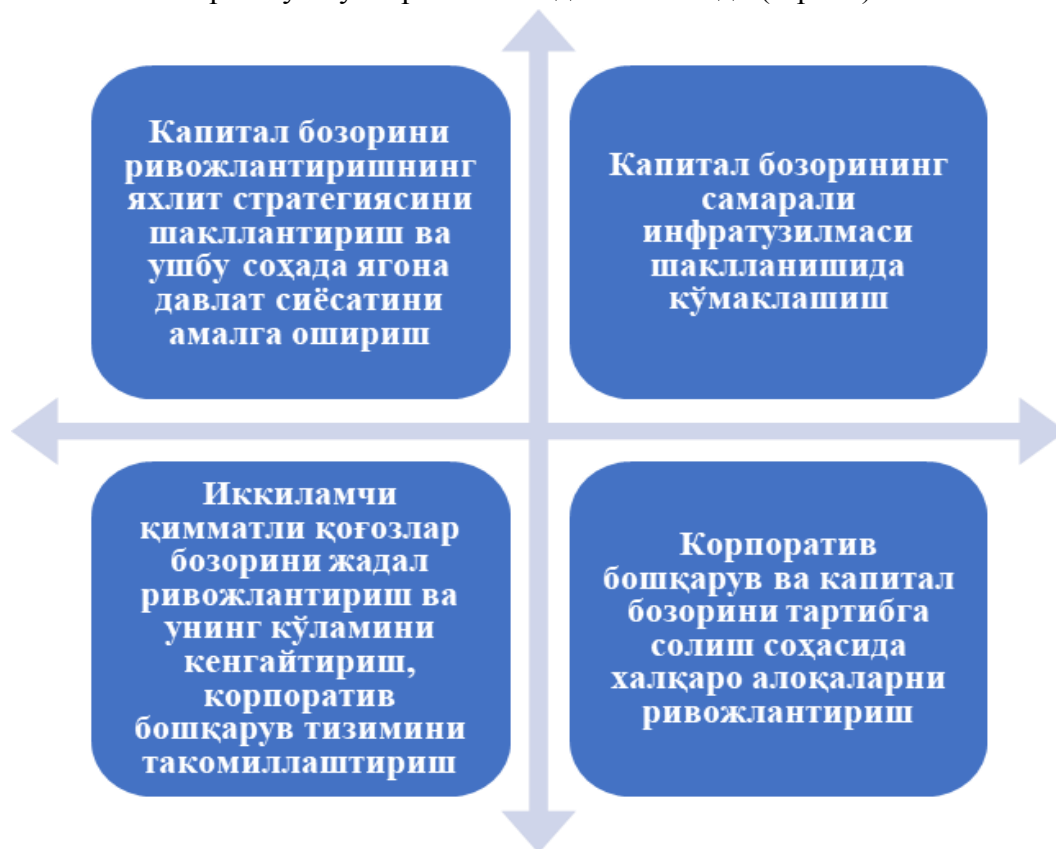 Капитал бозорини
ривожлантиришнинг
яхлит стратегиясини
шакллантириш ва
ушбу соҳада ягона
давлат сиёсатини
амалга ошириш
Капитал бозорининг
самарали
инфратузилмаси
шаклланишида
кўмаклашиш
Иккиламчи
қимматли қоғозлар
бозорини жадал
ривожлантириш ва
унинг кўламини
кенгайтириш,
корпоратив
бошқарув тизимини
такомиллаштириш
Корпоратив
бошқарув ва капитал
бозорини тартибга
солиш соҳасида
халқаро алоқаларни
ривожлантириш